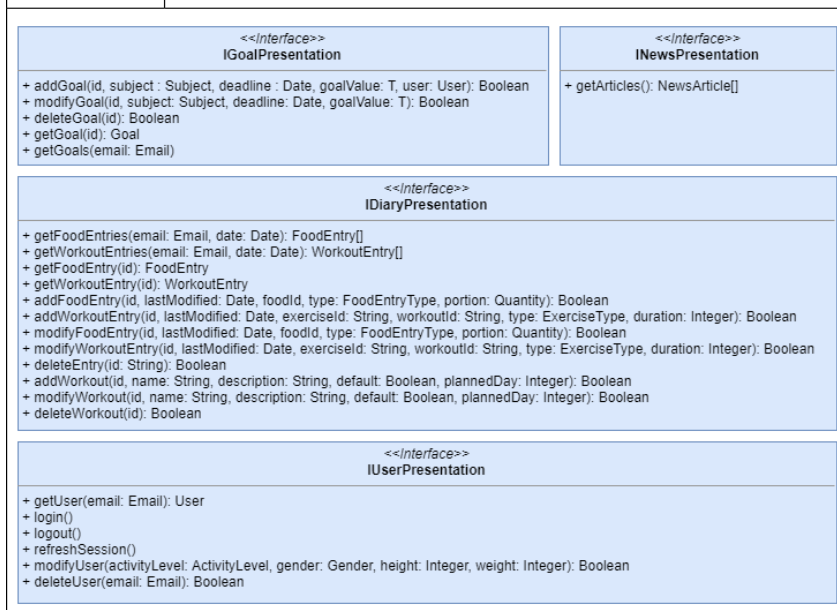 <<Interface>>
IGoalPresentation
+ addGoal(id, subject : Subject, deadline : Date, goalValue: T, user: User): Boolean
+ modifyGoal(id, subject: Subject, deadline: Date, goalValue: T): Boolean
+ deleteGoal(id): Boolean
+ getGoal(id): Goal
+ getGoals(email: Email)
<<Interface>>
INewsPresentation
+ getArticles(): NewsArticle[]
<<Interface>>
IDiaryPresentation
+ getFoodEntries(email: Email, date: Date): FoodEntry[]
+ getWorkoutEntries(email: Email, date: Date): WorkoutEntry[]
+ getFoodEntry(id): FoodEntry
+ getWorkoutEntry(id): WorkoutEntry
+ addFoodEntry(id, lastModified: Date, foodId, type: FoodEntryType, portion: Quantity): Boolean
+ addWorkoutEntry(id, lastModified: Date, exerciseId: String, workoutId: String, type: ExerciseType, duration: Integer): Boolean
+ modifyFoodEntry(id, lastModified: Date, foodId, type: FoodEntryType, portion: Quantity): Boolean
+ modifyWorkoutEntry(id, lastModified: Date, exerciseId: String, workoutId: String, type: ExerciseType, duration: Integer): Boolean
+ deleteEntry(id: String): Boolean
+ addWorkout(id, name: String, description: String, default: Boolean, plannedDay: Integer): Boolean
+ modifyWorkout(id, name: String, description: String, default: Boolean, plannedDay: Integer): Boolean
+ deleteWorkout(id): Boolean
<<Interface>>
IUserPresentation
+ getUser(email: Email): User
+ login()
+ logout()
+ refreshSession()
+ modifyUser(activityLevel: ActivityLevel, gender: Gender, height: Integer, weight: Integer): Boolean
+ deleteUser(email: Email): Boolean